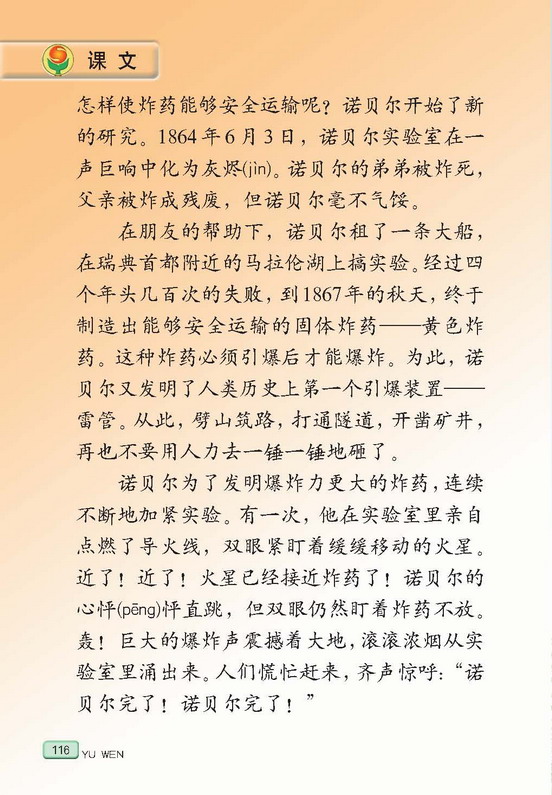 课文
怎样使炸药能够安全运输呢？诺贝尔开始了新
的研究。1864年6月3日，诺贝尔实验室在一
声巨响中化为灰烬(jìn)。诺贝尔的弟弟被炸死，
父亲被炸成残废，但诺贝尔毫不气馁。
在朋友的帮助下，诺贝尔租了一条大船，
在瑞典首都附近的马拉伦湖上搞实验。经过四
个年头几百次的失败，到1867年的秋天，终于
制造出能够安全运输的固体炸药——黄色炸
药。这种炸药必须引爆后才能爆炸。为此，诺
贝尔又发明了人类历史上第一个引爆装置——
雷管。从此，劈山筑路，打通隧道，开凿矿井，
再也不要用人力去一锤一锤地砸了。
诺贝尔为了发明爆炸力更大的炸药，连续
不断地加紧实验。有一次，他在实验室里亲自
点燃了导火线，双眼紧盯着缓缓移动的火星。
近了！近了！火星已经接近炸药了！诺贝尔的
心怦(pēng)怦直跳，但双眼仍然盯着炸药不放。
轰！巨大的爆炸声震撼着大地，滚滚浓烟从实
验室里涌出来。人们慌忙赶来，齐声惊呼：“诺
贝尔完了！诺贝尔完了！”
116 YU WEN